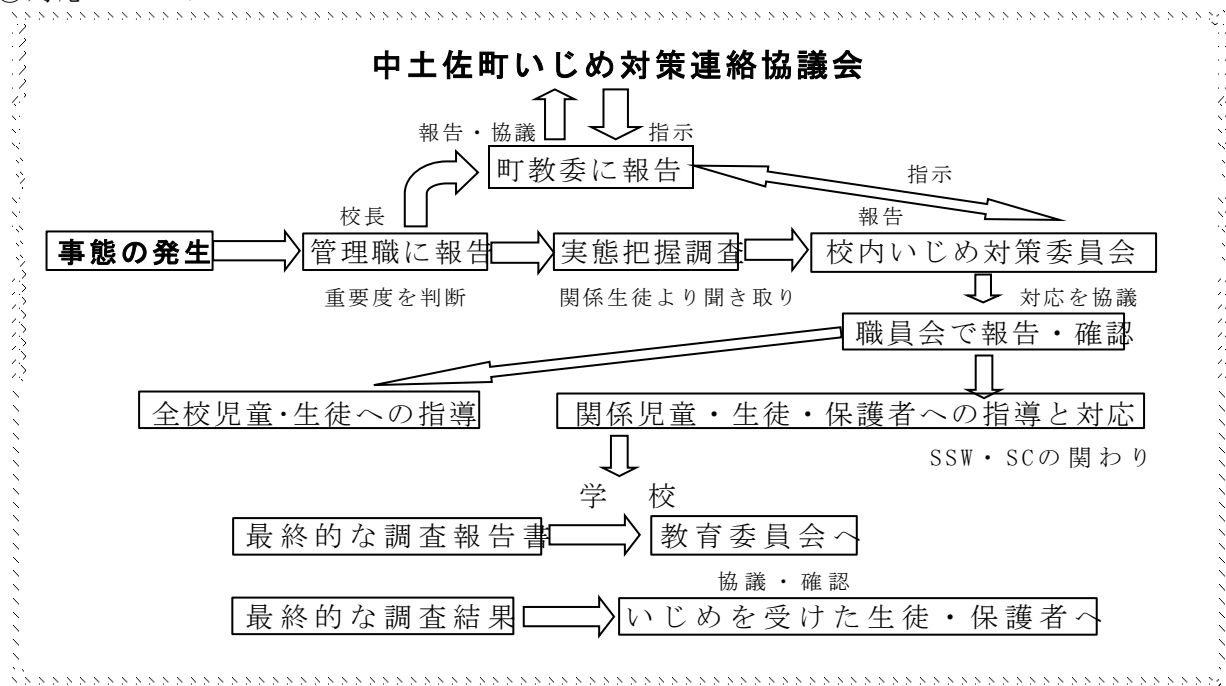 中土佐町いじめ対策連絡協議会
報告・協議
指示
町教委に報告
指示
校長
報告
事態の発生
管理職に報告
実態把握調査
校内いじめ対策委員会
重要度を判断
関係生徒より聞き取り
対応を協議
職員会で報告・確認
全校児童・生徒への指導
関係児童・生徒・保護者への指導と対応
SSW・SCの関わり
学 校
最終的な調査報告書
教育委員会へ
協議・確認
最終的な調査結果
いじめを受けた生徒・保護者へ